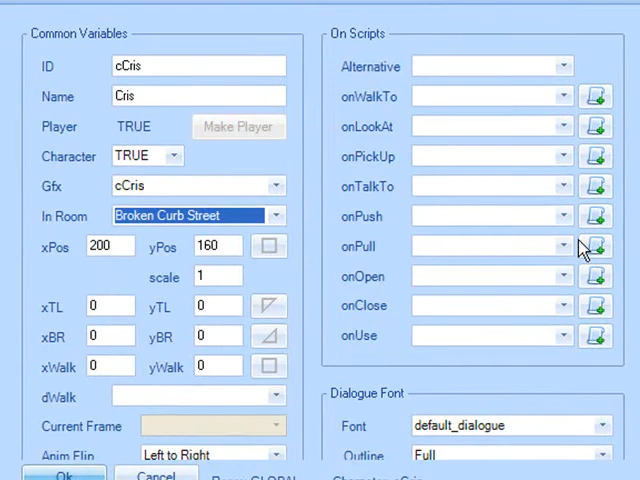 Common Variables
ID cCris
Name Cris
Player TRUE Make Player
Character TRUE
Gfx cCris
In Room Broken Curb Street
xPos 200 yPos 160
scale 1
xTL 0 yTL 0
xBR 0 yBR 0
xWalk 0 yWalk 0
dWalk
Current Frame
Anim Flip Left to Right
Ok Cancel
On Scripts
Alternative
onWalkTo
onLookAt
onPickUp
onTalkTo
onPush
onPull
onOpen
onClose
onUse
Dialogue Font
Font default_dialogue
Outline Full